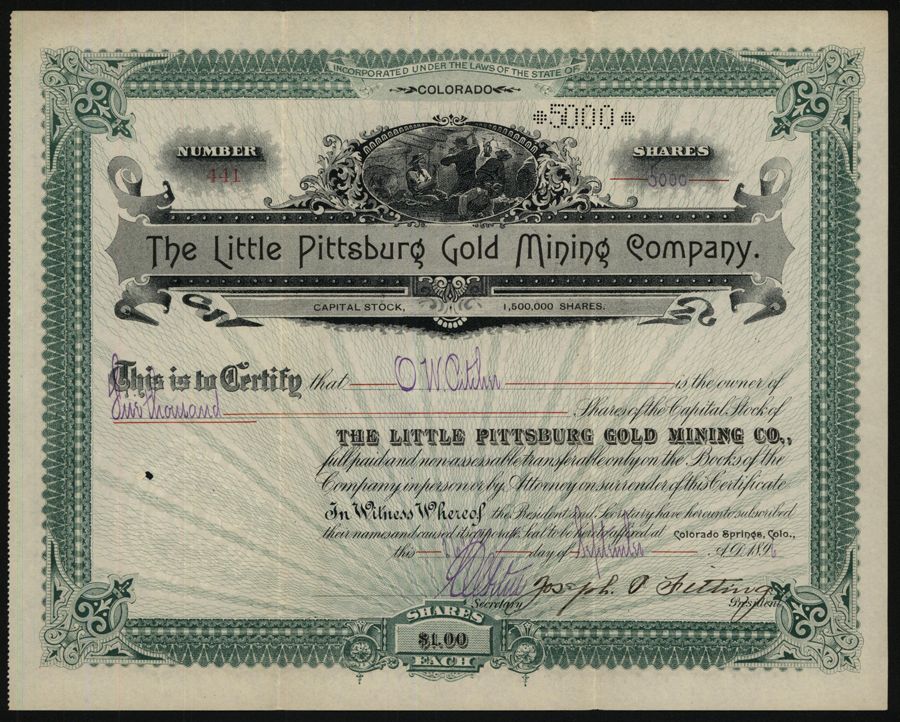 INCORPORATED UNDER THE LAWS OF THE STATE OF
COLORADO
*5000*
NUMBER
441
SHARES
5000
The Little Pittsburg Gold Mining Company.
CAPITAL STOCK, 1,500,000 SHARES.
This is to Certify that O W is the owner of
Five Thousand Shares of the Capital Stock of
THE LITTLE PITTSBURG GOLD MINING CO.,
full paid and non assessable transferable only on the Books of the
Company in person or by Attorney on surrender of this Certificate
In Witness Whereof the President and Secretary have hereunto subscribed
their names and caused its corporate Seal to be hereto affixed at Colorado Springs, Colo.,
this day of September A.D. 189
Joseph. P. Fitting
Secretary President
SHARES
$1.00
EACH